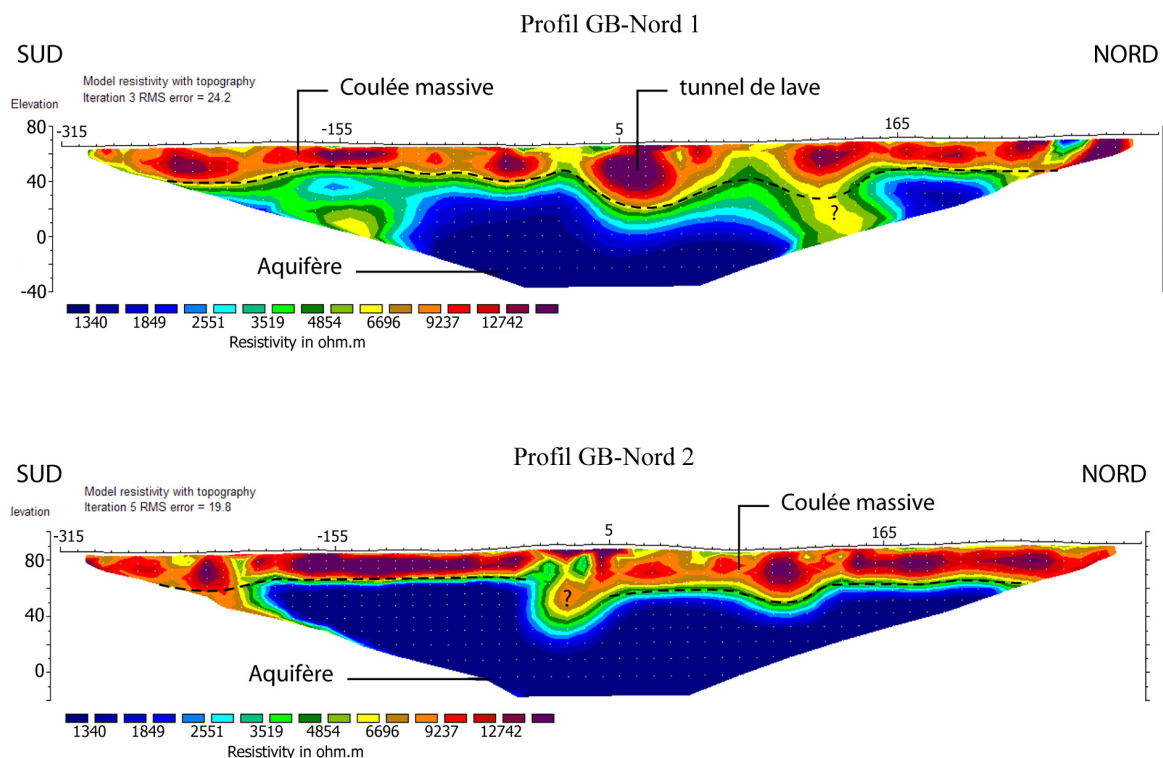 Profil GB-Nord 1
SUD
NORD
Model resistivity with topography
Iteration 3 RMS error = 24.2
Coulée massive
tunnel de lave
Elevation
80
-315
-155
5
165
40
0
?
Aquifère
-40
1340 1849 2551 3519 4854 6696 9237 12742
Resistivity in ohm.m
Profil GB-Nord 2
SUD
NORD
Model resistivity with topography
Iteration 5 RMS error = 19.8
Coulée massive
levation
-315
-155
5
165
80
40
?
0
Aquifère
1340 1849 2551 3519 4854 6696 9237 12742
Resistivity in ohm.m